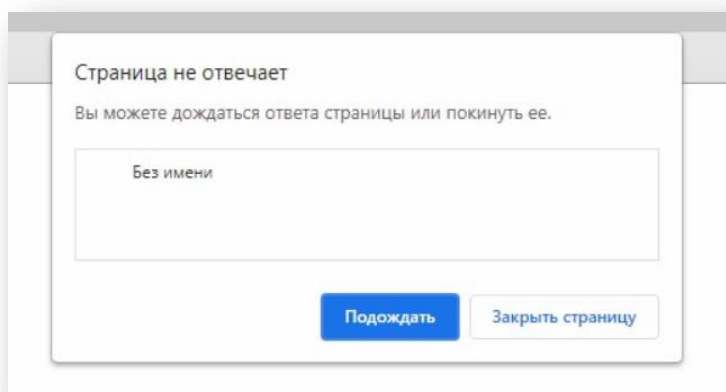 Страница не отвечает
Вы можете дождаться ответа страницы или покинуть ее.
Без имени
Подождать
Закрыть страницу